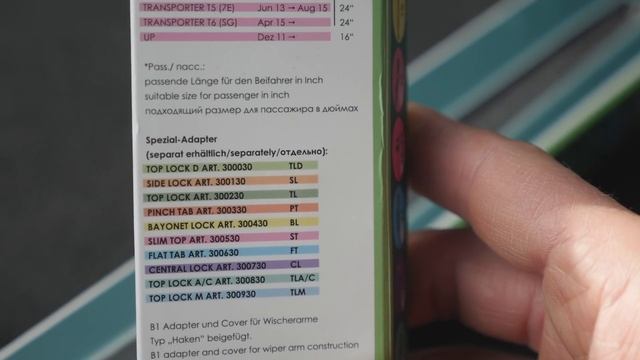 TRANSPORTER T5 (7E) Jun 13 → Aug 15 24"
TRANSPORTER T6 (SG) Apr 15 → 24"
UP Dez 11 → 16"
*Pass./ пасс.:
passende Länge für den Beifahrer in Inch
suitable size for passenger in inch
подходящий размер для пассажира в дюймах
Spezial-Adapter
(separat erhältlich/separately/отдельно):
TOP LOCK D ART. 300030 TLD
SIDE LOCK ART. 300130 SL
TOP LOCK ART. 300230 TL
PINCH TAB ART. 300330 PT
BAYONET LOCK ART. 300430 BL
SLIM TOP ART. 300530 ST
FLAT TAB ART. 300630 FT
CENTRAL LOCK ART. 300730 CL
TOP LOCK A/C ART. 300830 TLA/C
TOP LOCK M ART. 300930 TLM
B1 Adapter und Cover für Wischerarme
Typ „Haken" beigefügt.
B1 adapter and cover for wiper arm construction